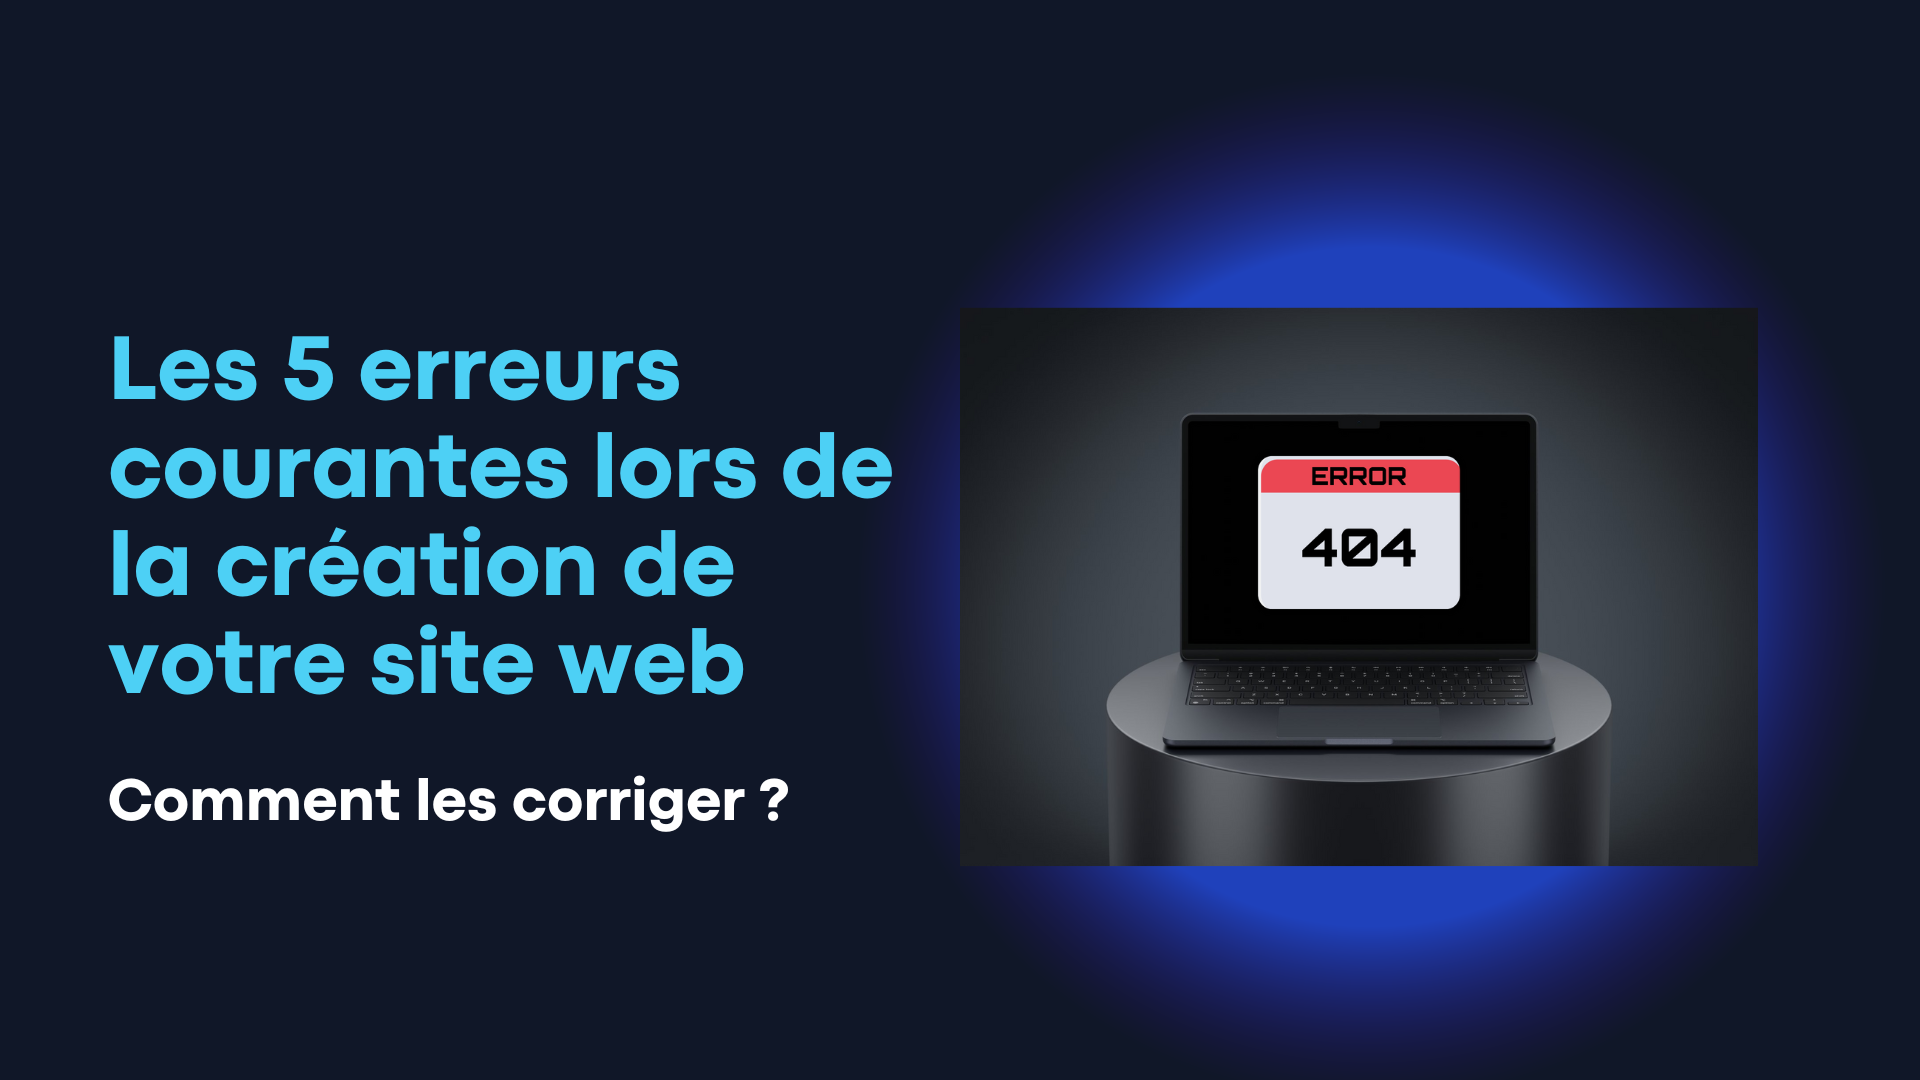 Les 5 erreurs
courantes lors de
la création de
votre site web
Comment les corriger ?
ERROR
404